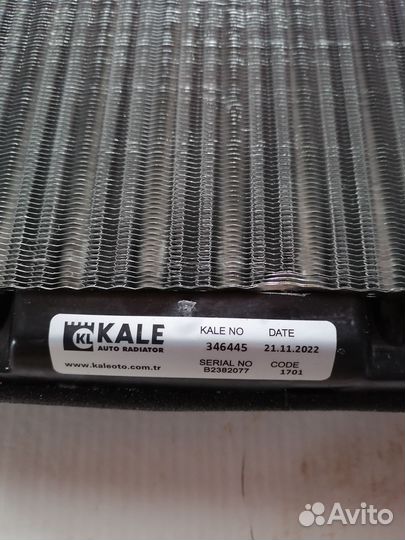 KL KALE
AUTO RADIATOR
www.kaleoto.com.tr
KALE NO DATE
346445 21.11.2022
SERIAL NO CODE
B2382077 1701
Avito